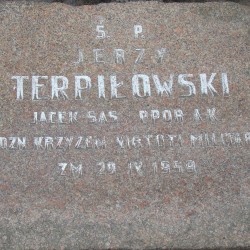 Ś. P.
JERZY
TERPIŁOWSKI
JACEK SAS PPOR A.K.
ODZN KRZYŻEM VIRTUTI MILITARI
ZM 29 IV 1959